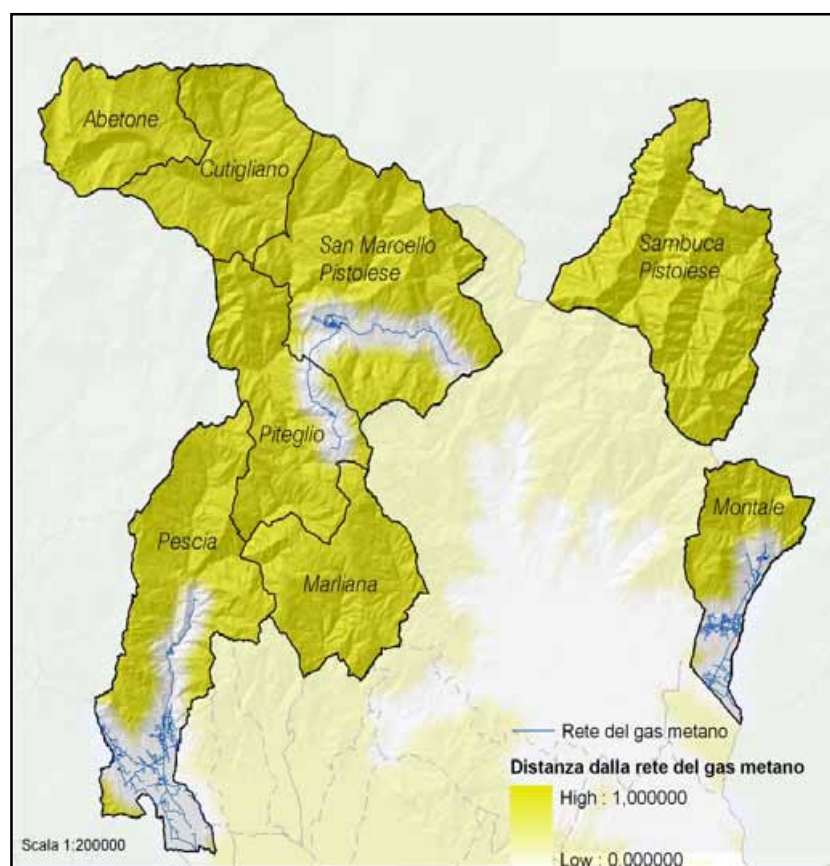 Abetone
Cutigliano
San Marcello
Pistoiese
Sambuca
Pistoiese
Piteglio
Pescia
Marliana
Montale
Rete del gas metano
Distanza dalla rete del gas metano
High : 1,000000
Low : 0,000000
Scala 1:200000